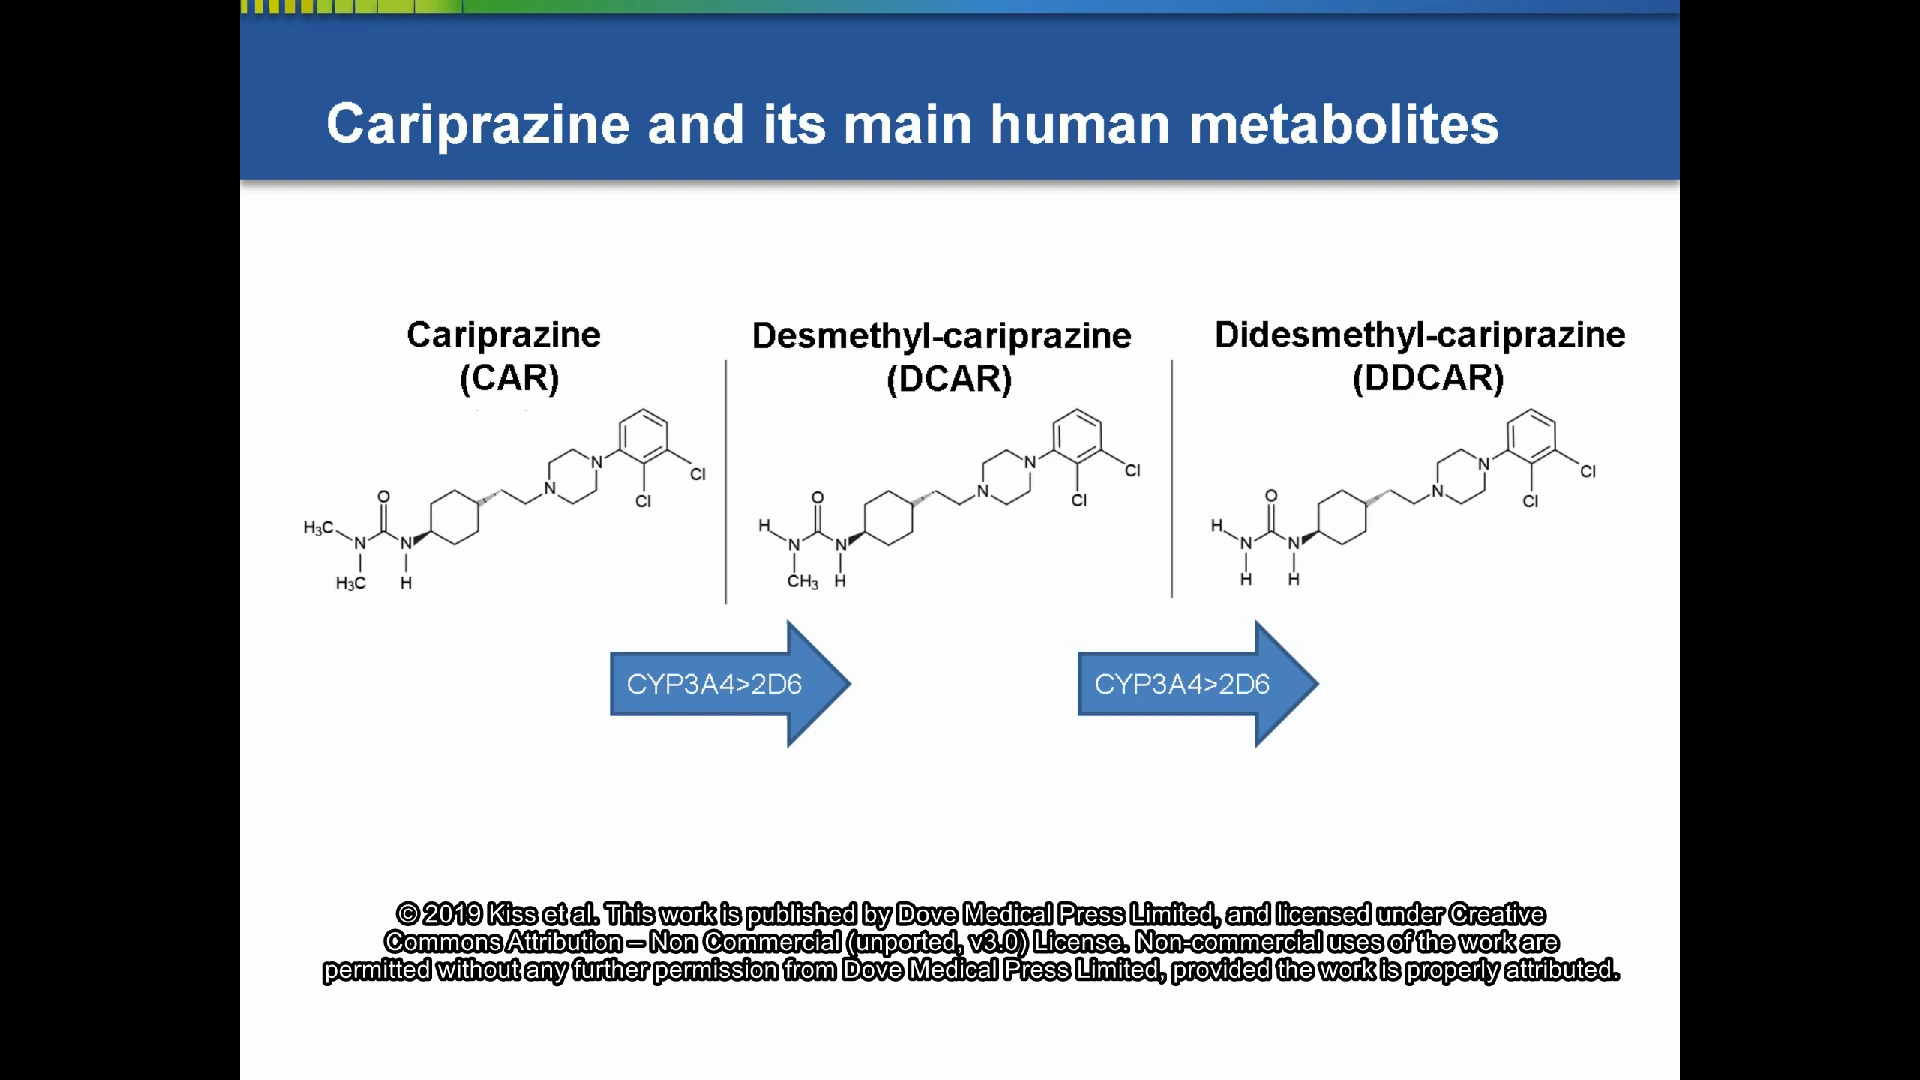 Cariprazine and its main human metabolites
Cariprazine
(CAR)
Desmethyl-cariprazine
(DCAR)
Didesmethyl-cariprazine
(DDCAR)
H₃C
N
H₃C
O
N
H
N
N
Cl
Cl
H
N
CH₃
O
N
H
N
N
Cl
Cl
H
N
H
O
N
H
N
N
Cl
Cl
CYP3A4>2D6
CYP3A4>2D6
© 2019 Kiss et al. This work is published by Dove Medical Press Limited, and licensed under Creative
Commons Attribution – Non Commercial (unported, v3.0) License. Non-commercial uses of the work are
permitted without any further permission from Dove Medical Press Limited, provided the work is properly attributed.